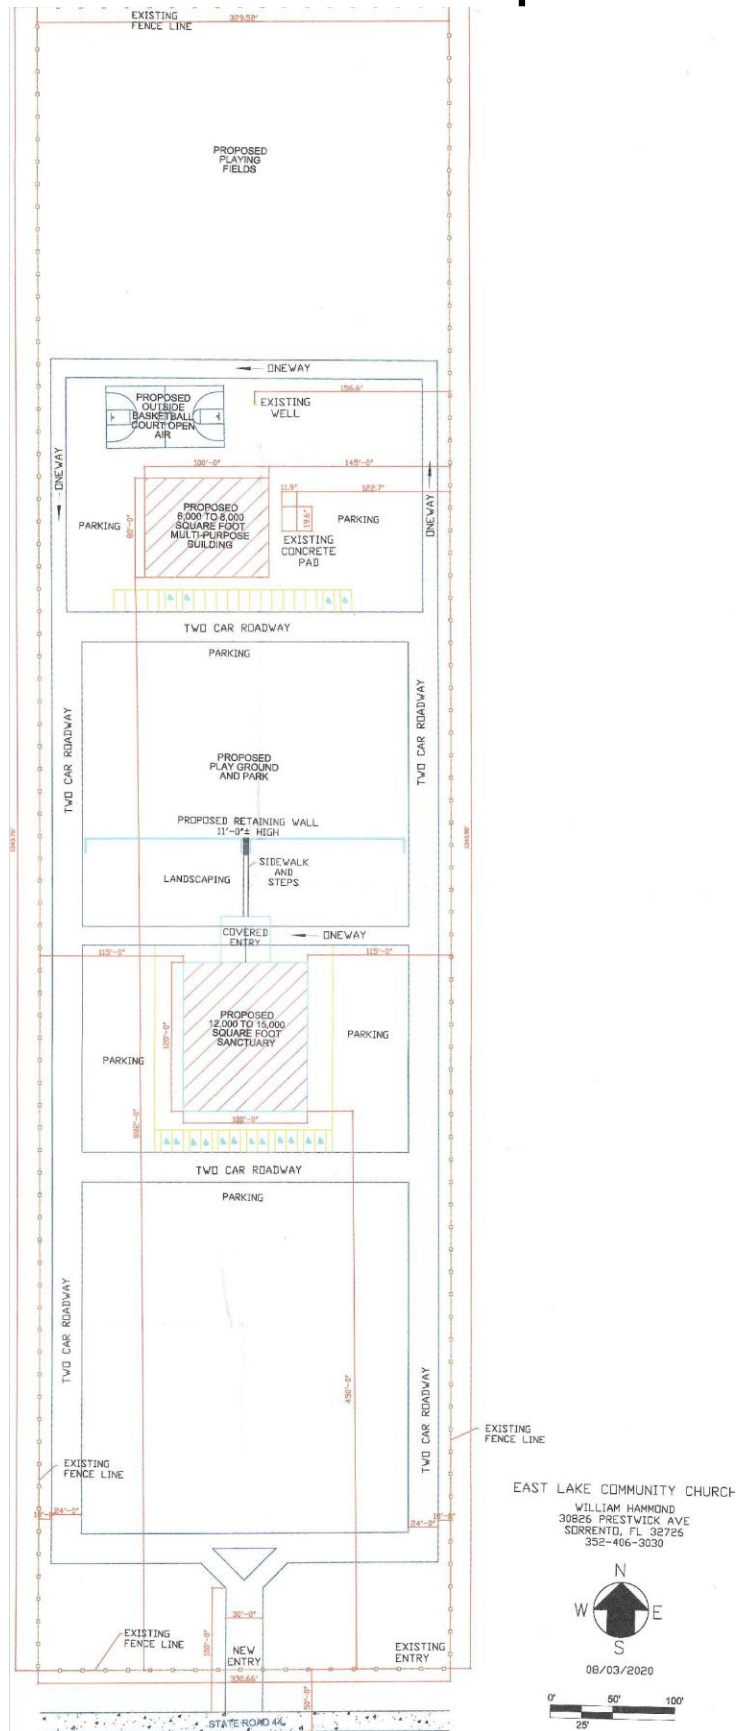 EXISTING
FENCE LINE
329.52'
PROPOSED
PLAYING
FIELDS
ONEWAY
156.6'
PROPOSED
OUTSIDE
BASKETBALL
COURT OPEN
AIR
EXISTING
WELL
ONEWAY
100'-0"
145'-0"
11.9"
122.7"
ONEWAY
PARKING
80'-0"
PROPOSED
6,000 TO 8,000
SQUARE FOOT
MULTI-PURPOSE
BUILDING
19.6"
PARKING
EXISTING
CONCRETE
PAD
TWO CAR ROADWAY
PARKING
TWO CAR ROADWAY
TWO CAR ROADWAY
PROPOSED
PLAY GROUND
AND PARK
PROPOSED RETAINING WALL
11'-0"± HIGH
SIDEWALK
AND
STEPS
LANDSCAPING
COVERED
ENTRY
ONEWAY
115'-0"
115'-0"
PROPOSED
12,000 TO 15,000
SQUARE FOOT
SANCTUARY
120'-0"
PARKING
PARKING
100'-0"
TWO CAR ROADWAY
PARKING
TWO CAR ROADWAY
450'-0"
TWO CAR ROADWAY
EXISTING
FENCE LINE
EXISTING
FENCE LINE
24'-0"
24'-0"
EAST LAKE COMMUNITY CHURCH
WILLIAM HAMMOND
30826 PRESTWICK AVE
SORRENTO, FL 32726
352-406-3030
N
W
E
S
08/03/2020
0'
50'
100'
25'
30'-0"
100'-0"
EXISTING
FENCE LINE
NEW
ENTRY
EXISTING
ENTRY
330.66'
50'-0"
STATE ROAD 44